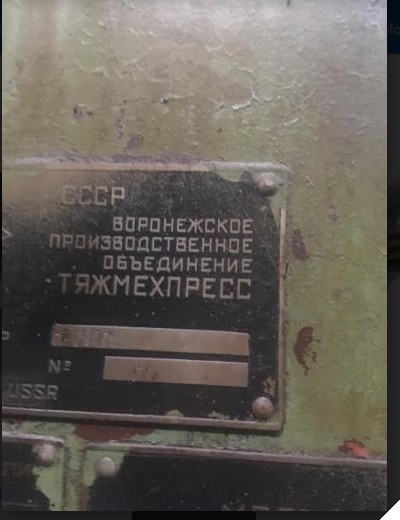 СССР
ВОРОНЕЖСКОЕ
ПРОИЗВОДСТВЕННОЕ
ОБЪЕДИНЕНИЕ
ТЯЖМЕХПРЕСС
№
USSR